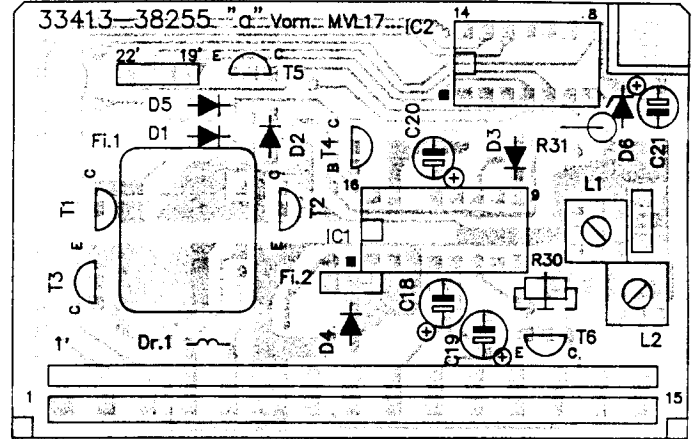 33413-38255 "a" Vorn. MVL17 IC2
14
8
22' 19'
E C
T5
D5
D1
Fi.1
D2
C
T4
B
C20
D3
R31
D6
C21
C
T1
E
C
T2
E
16
9
IC1
L1
T3
C
Fi.2
C18
R30
L2
1'
Dr.1
D4
C19
E C.
T6
1
15